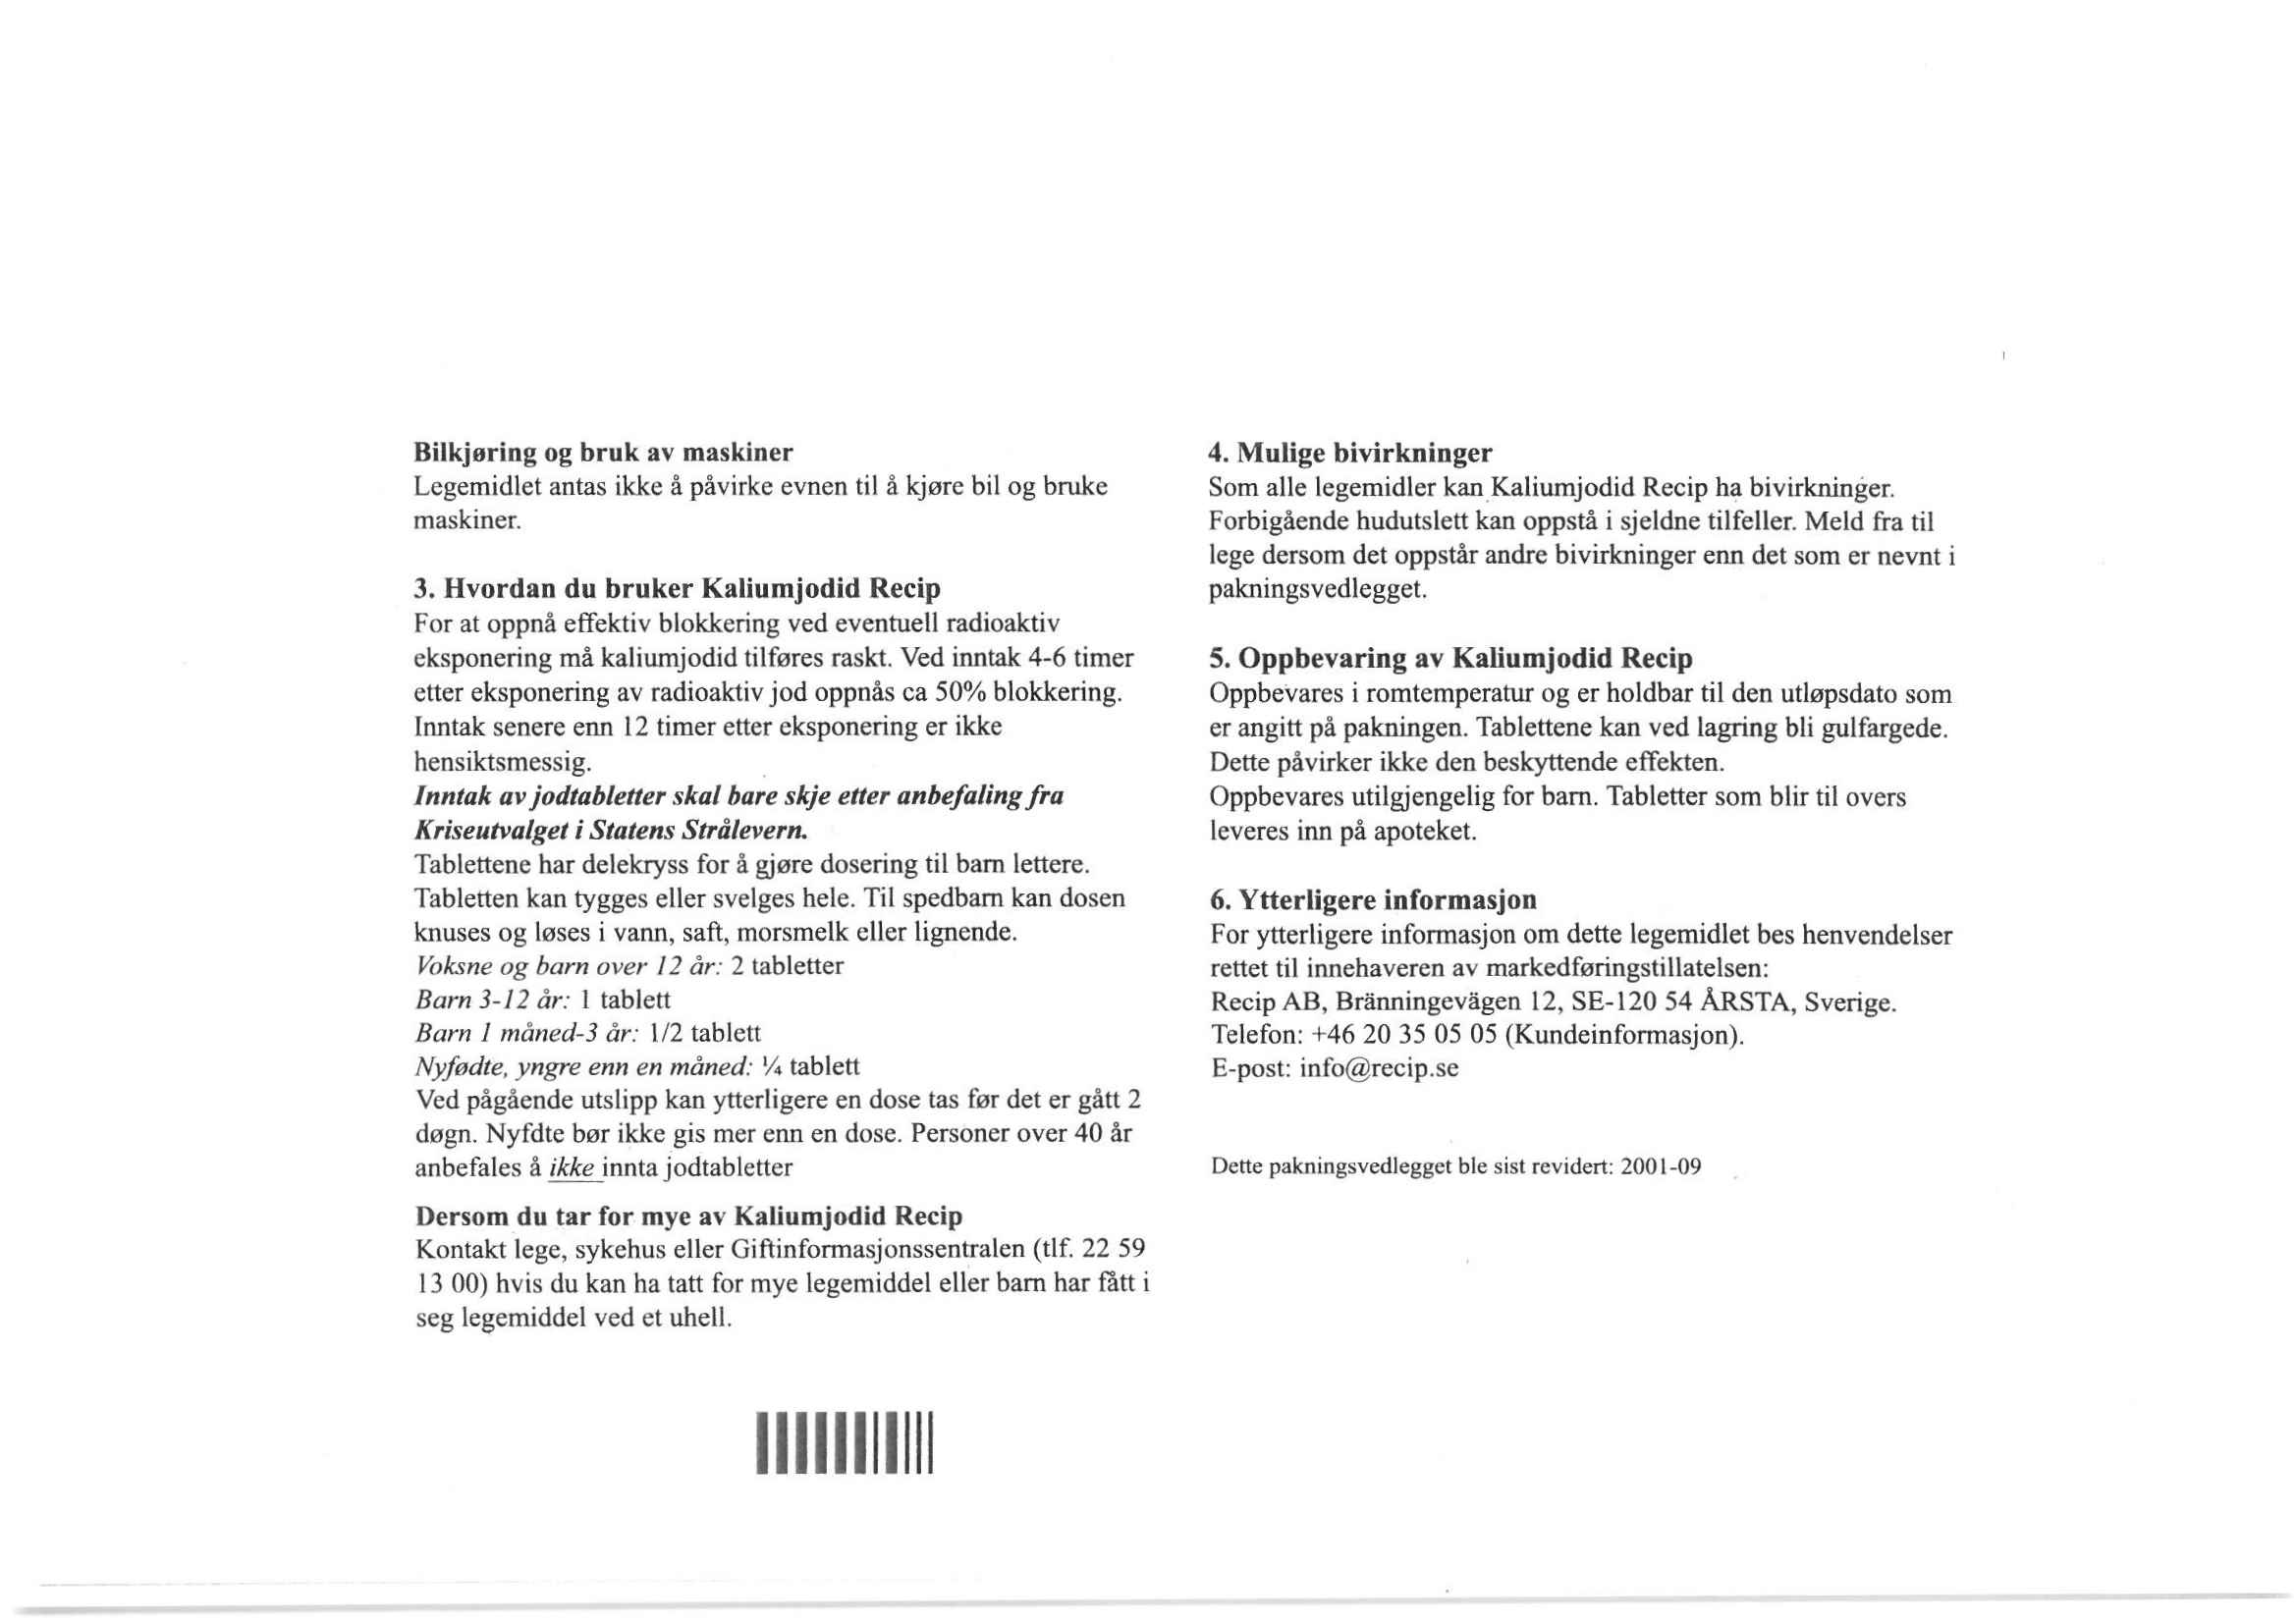 Bilkjøring og bruk av maskiner
Legemidlet antas ikke å påvirke evnen til å kjøre bil og bruke
maskiner.
3. Hvordan du bruker Kaliumjodid Recip
For at oppnå effektiv blokkering ved eventuell radioaktiv
eksponering må kaliumjodid tilføres raskt. Ved inntak 4-6 timer
etter eksponering av radioaktiv jod oppnås ca 50% blokkering.
Inntak senere enn 12 timer etter eksponering er ikke
hensiktsmessig.
Inntak av jodtabletter skal bare skje etter anbefaling fra
Kriseutvalget i Statens Strålevern.
Tablettene har delekryss for å gjøre dosering til barn lettere.
Tabletten kan tygges eller svelges hele. Til spedbarn kan dosen
knuses og løses i vann, saft, morsmelk eller lignende.
Voksne og barn over 12 år: 2 tabletter
Barn 3-12 år: 1 tablett
Barn 1 måned-3 år: 1/2 tablett
Nyfødte, yngre enn en måned: ¼ tablett
Ved pågående utslipp kan ytterligere en dose tas før det er gått 2
døgn. Nyfdte bør ikke gis mer enn en dose. Personer over 40 år
anbefales å ikke innta jodtabletter
Dersom du tar for mye av Kaliumjodid Recip
Kontakt lege, sykehus eller Giftinformasjonssentralen (tlf. 22 59
13 00) hvis du kan ha tatt for mye legemiddel eller barn har fått i
seg legemiddel ved et uhell.
4. Mulige bivirkninger
Som alle legemidler kan Kaliumjodid Recip ha bivirkninger.
Forbigående hudutslett kan oppstå i sjeldne tilfeller. Meld fra til
lege dersom det oppstår andre bivirkninger enn det som er nevnt i
pakningsvedlegget.
5. Oppbevaring av Kaliumjodid Recip
Oppbevares i romtemperatur og er holdbar til den utløpsdato som
er angitt på pakningen. Tablettene kan ved lagring bli gulfargede.
Dette påvirker ikke den beskyttende effekten.
Oppbevares utilgjengelig for barn. Tabletter som blir til overs
leveres inn på apoteket.
6. Ytterligere informasjon
For ytterligere informasjon om dette legemidlet bes henvendelser
rettet til innehaveren av markedføringstillatelsen:
Recip AB, Bränningevägen 12, SE-120 54 ÅRSTA, Sverige.
Telefon: +46 20 35 05 05 (Kundeinformasjon).
E-post: info@recip.se
Dette pakningsvedlegget ble sist revidert: 2001-09